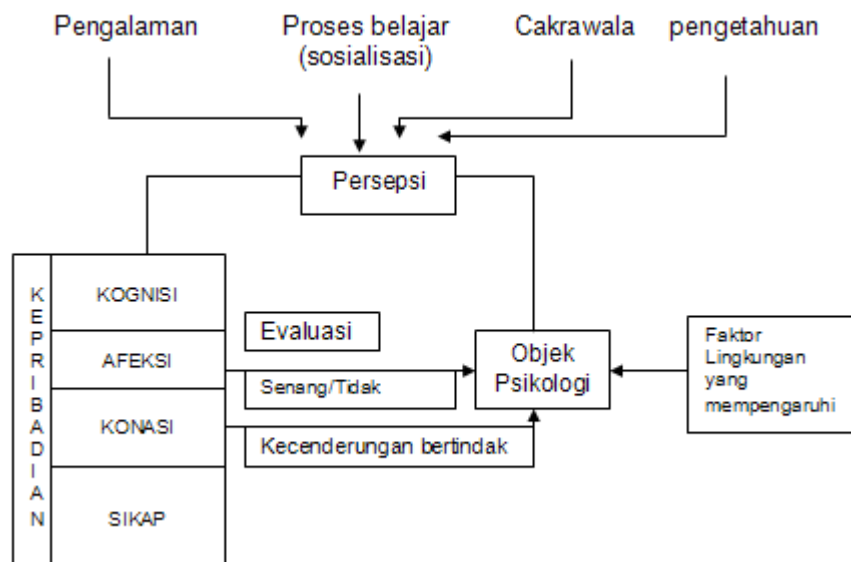 Pengalaman
Proses belajar
(sosialisasi)
Cakrawala
pengetahuan
Persepsi
KEPRIBADIAN
KOGNISI
AFEKSI
KONASI
SIKAP
Evaluasi
Senang/Tidak
Kecenderungan bertindak
Objek
Psikologi
Faktor
Lingkungan
yang
mempengaruhi